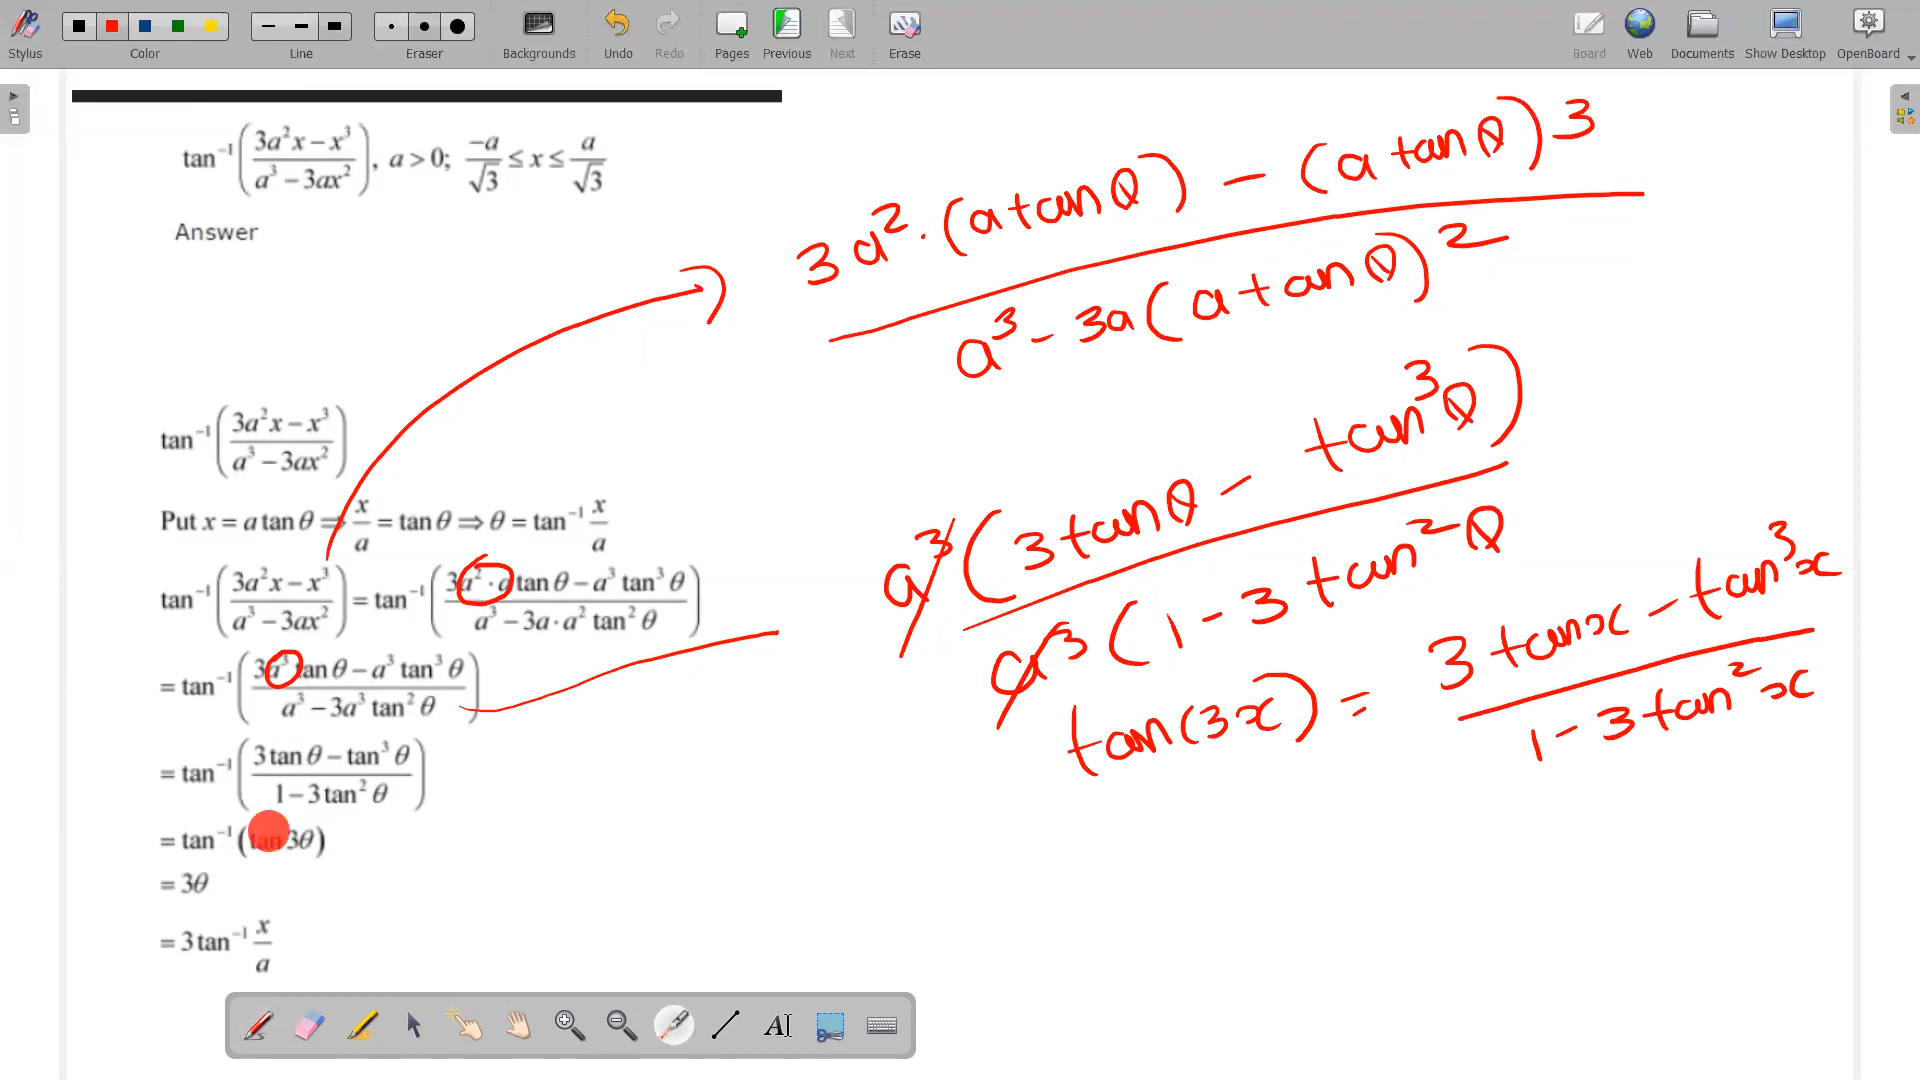 Stylus Color Line Eraser Backgrounds Undo Redo Pages Previous Next Erase Board Web Documents Show Desktop OpenBoard
tan⁻¹((3a²x − x³)/(a³ − 3ax²)), a > 0; −a/√3 ≤ x ≤ a/√3
Answer
tan⁻¹((3a²x − x³)/(a³ − 3ax²))
Put x = a tan θ ⇒ x/a = tan θ ⇒ θ = tan⁻¹ x/a
tan⁻¹((3a²x − x³)/(a³ − 3ax²)) = tan⁻¹((3a²·a tan θ − a³ tan³ θ)/(a³ − 3a·a² tan² θ))
= tan⁻¹((3a³ tan θ − a³ tan³ θ)/(a³ − 3a³ tan² θ))
= tan⁻¹((3 tan θ − tan³ θ)/(1 − 3 tan² θ))
= tan⁻¹(tan 3θ)
= 3θ
= 3 tan⁻¹ x/a
3a².(a tan θ) − (a tan θ)3
a³ − 3a(a tan θ)²
a³(3 tan θ − tan³θ)
a³(1 − 3 tan²θ
tan(3x) = (3 tan x − tan³x)/(1 − 3 tan²x)
AI